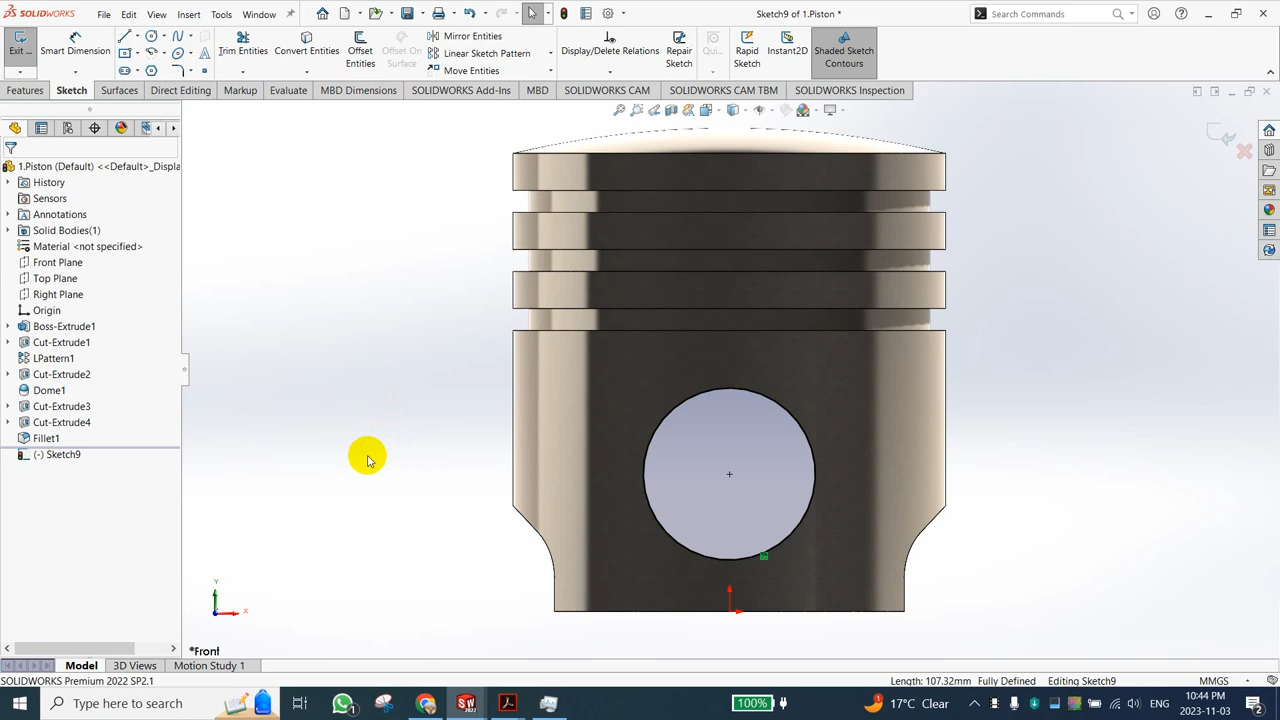 SOLIDWORKS File Edit View Insert Tools Window Sketch9 of 1.Piston * Search Commands
Exit ... Smart Dimension Trim Entities Convert Entities Offset Entities Offset On Surface Mirror Entities Linear Sketch Pattern Move Entities Display/Delete Relations Repair Sketch Qui... Rapid Sketch Instant2D Shaded Sketch Contours
Features Sketch Surfaces Direct Editing Markup Evaluate MBD Dimensions SOLIDWORKS Add-Ins MBD SOLIDWORKS CAM SOLIDWORKS CAM TBM SOLIDWORKS Inspection
1.Piston (Default) <<Default>_Displa
History
Sensors
Annotations
Solid Bodies(1)
Material <not specified>
Front Plane
Top Plane
Right Plane
Origin
Boss-Extrude1
Cut-Extrude1
LPattern1
Cut-Extrude2
Dome1
Cut-Extrude3
Cut-Extrude4
Fillet1
(-) Sketch9
Y
X
*Front
Model 3D Views Motion Study 1
SOLIDWORKS Premium 2022 SP2.1 Length: 107.32mm Fully Defined Editing Sketch9 MMGS
Type here to search 100% 17°C Clear ENG 10:44 PM
2023-11-03